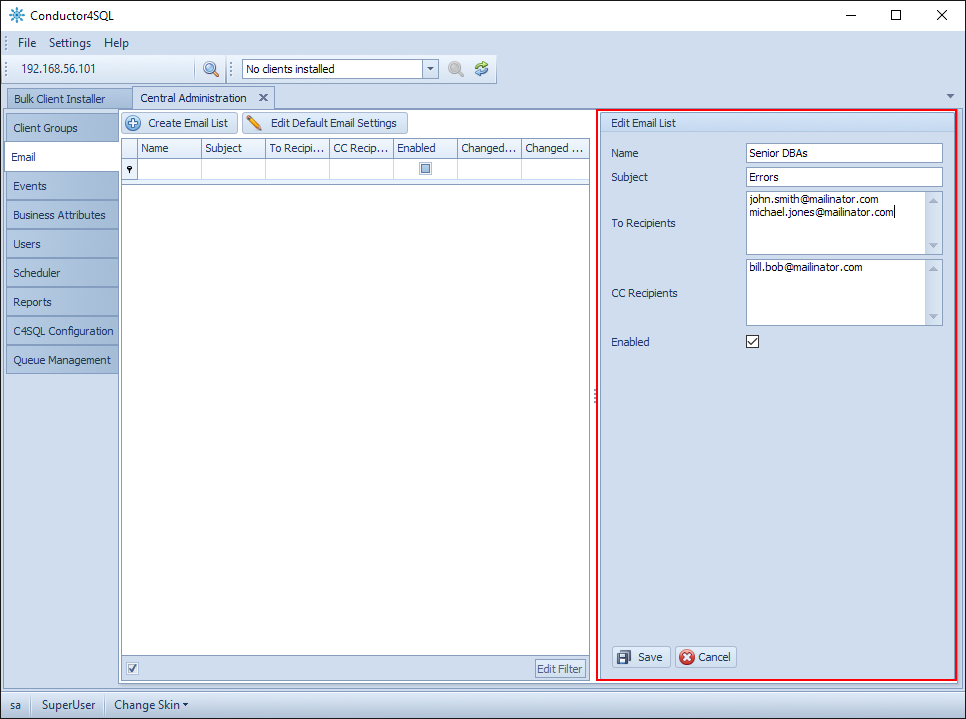 Conductor4SQL
File Settings Help
192.168.56.101 No clients installed
Bulk Client Installer Central Administration
Client Groups
Email
Events
Business Attributes
Users
Scheduler
Reports
C4SQL Configuration
Queue Management
Create Email List Edit Default Email Settings
Name Subject To Recipi... CC Recip... Enabled Changed... Changed ...
Edit Filter
Edit Email List
Name Senior DBAs
Subject Errors
To Recipients
john.smith@mailinator.com
michael.jones@mailinator.com
CC Recipients
bill.bob@mailinator.com
Enabled
Save Cancel
sa SuperUser Change Skin